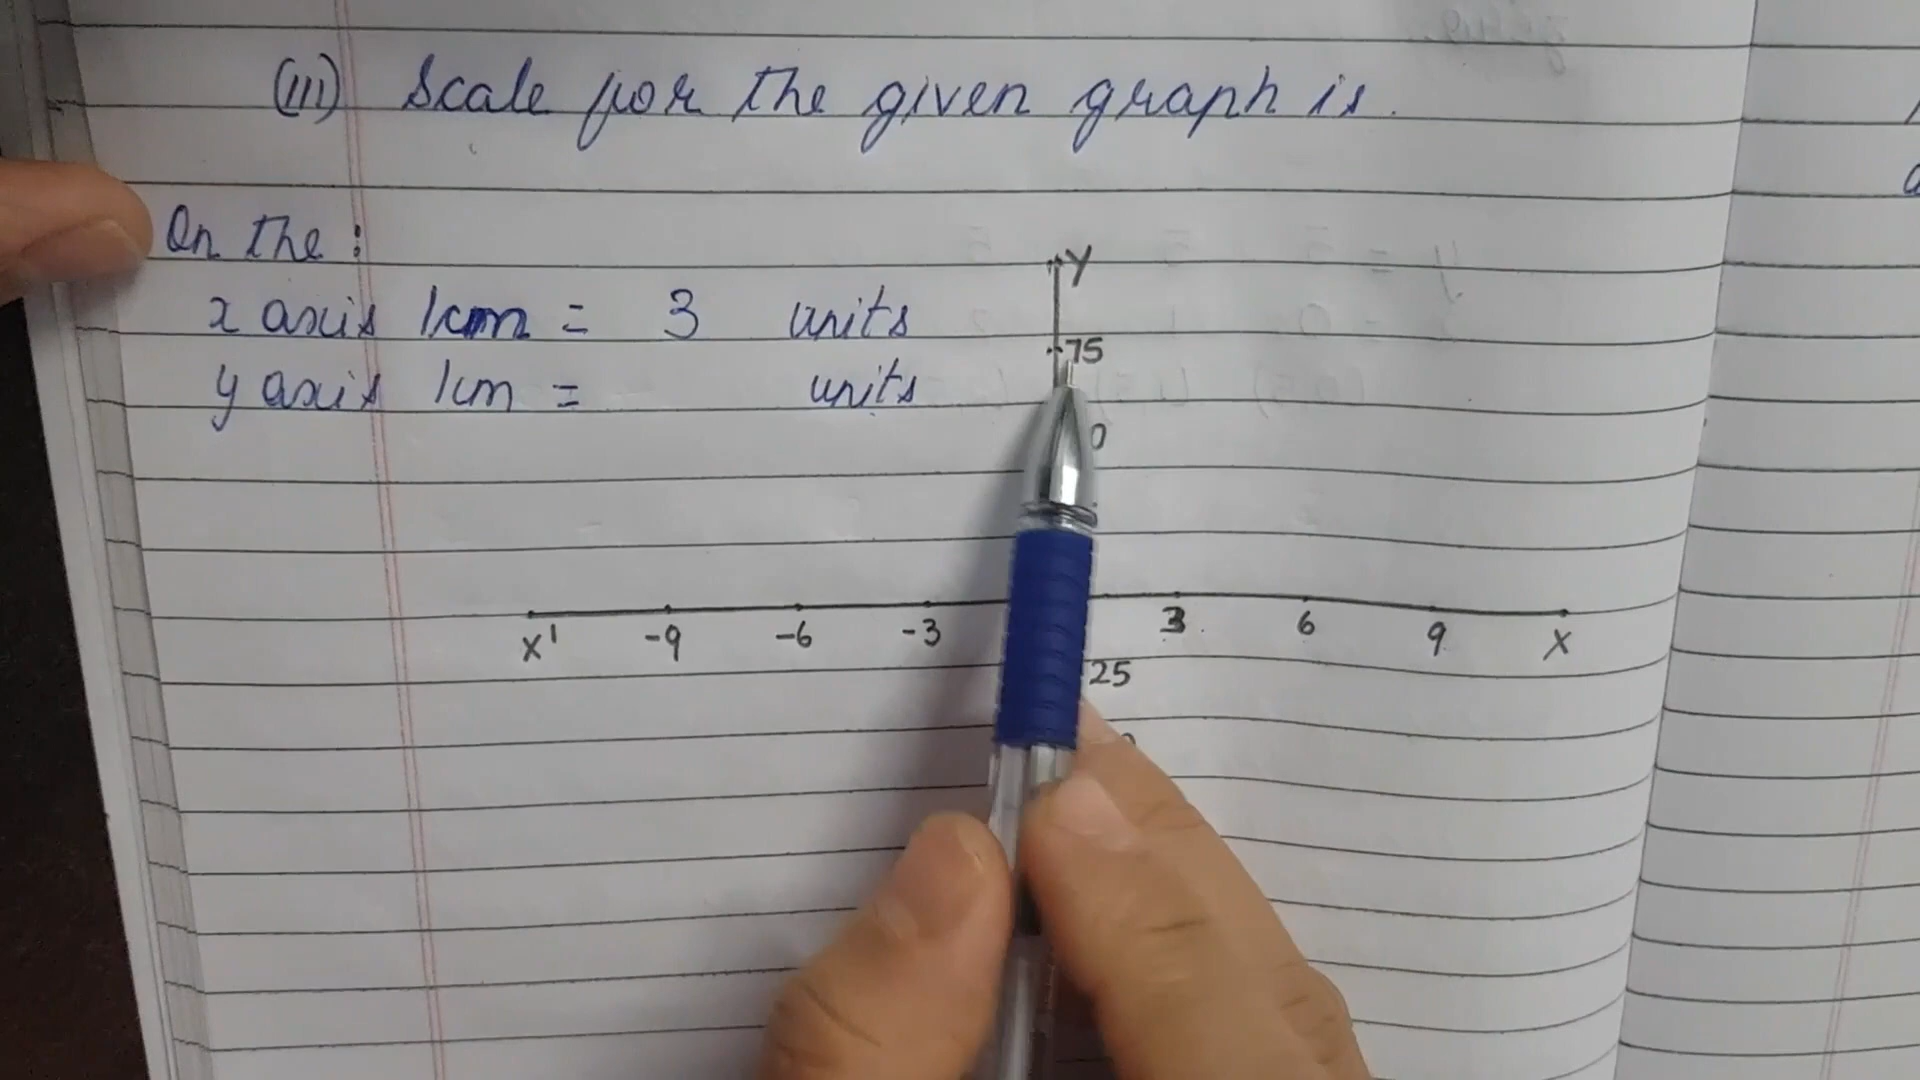 (III) Scale for the given graph is.
On the :
x axis 1cm = 3 units
y axis 1cm = units
Y
75
0
X' -9 -6 -3 3 6 9 X
25